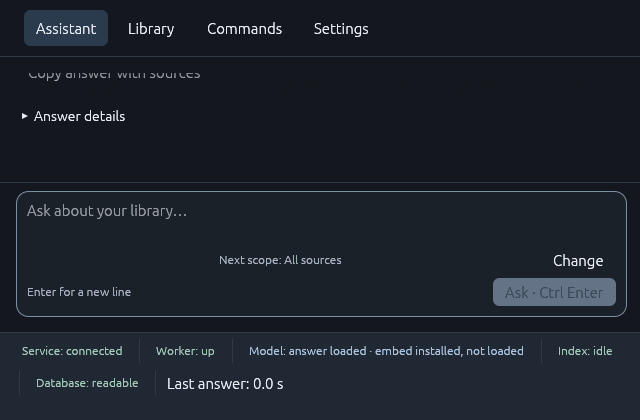 Assistant Library Commands Settings
Copy answer with sources
▸ Answer details
Ask about your library…
Next scope: All sources Change
Enter for a new line Ask · Ctrl Enter
Service: connected Worker: up Model: answer loaded · embed installed, not loaded Index: idle
Database: readable Last answer: 0.0 s